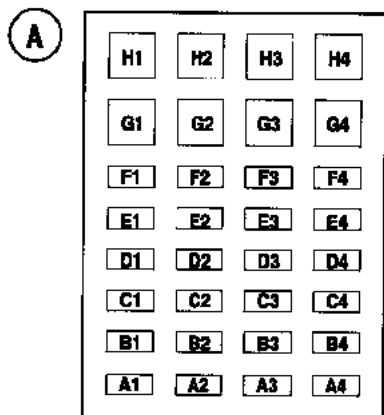 A
H1 H2 H3 H4
G1 G2 G3 G4
F1 F2 F3 F4
E1 E2 E3 E4
D1 D2 D3 D4
C1 C2 C3 C4
B1 B2 B3 B4
A1 A2 A3 A4